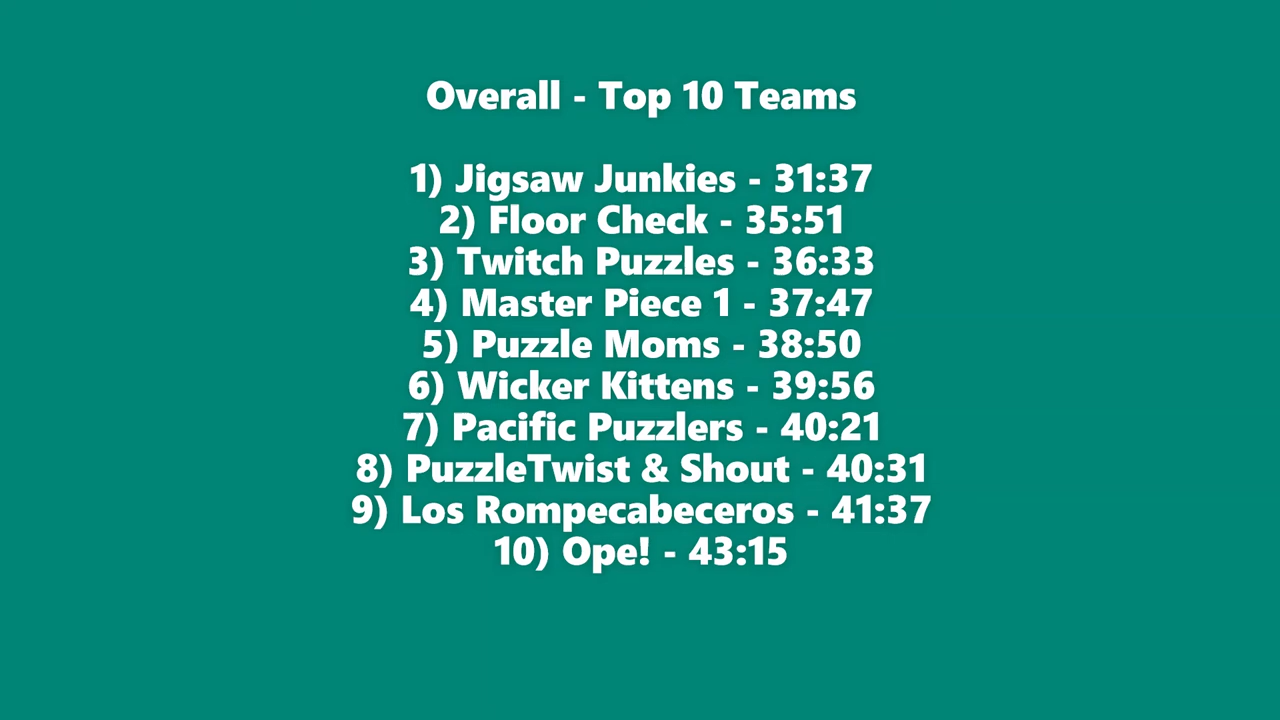 Overall - Top 10 Teams
1) Jigsaw Junkies - 31:37
2) Floor Check - 35:51
3) Twitch Puzzles - 36:33
4) Master Piece 1 - 37:47
5) Puzzle Moms - 38:50
6) Wicker Kittens - 39:56
7) Pacific Puzzlers - 40:21
8) PuzzleTwist & Shout - 40:31
9) Los Rompecabeceros - 41:37
10) Ope! - 43:15